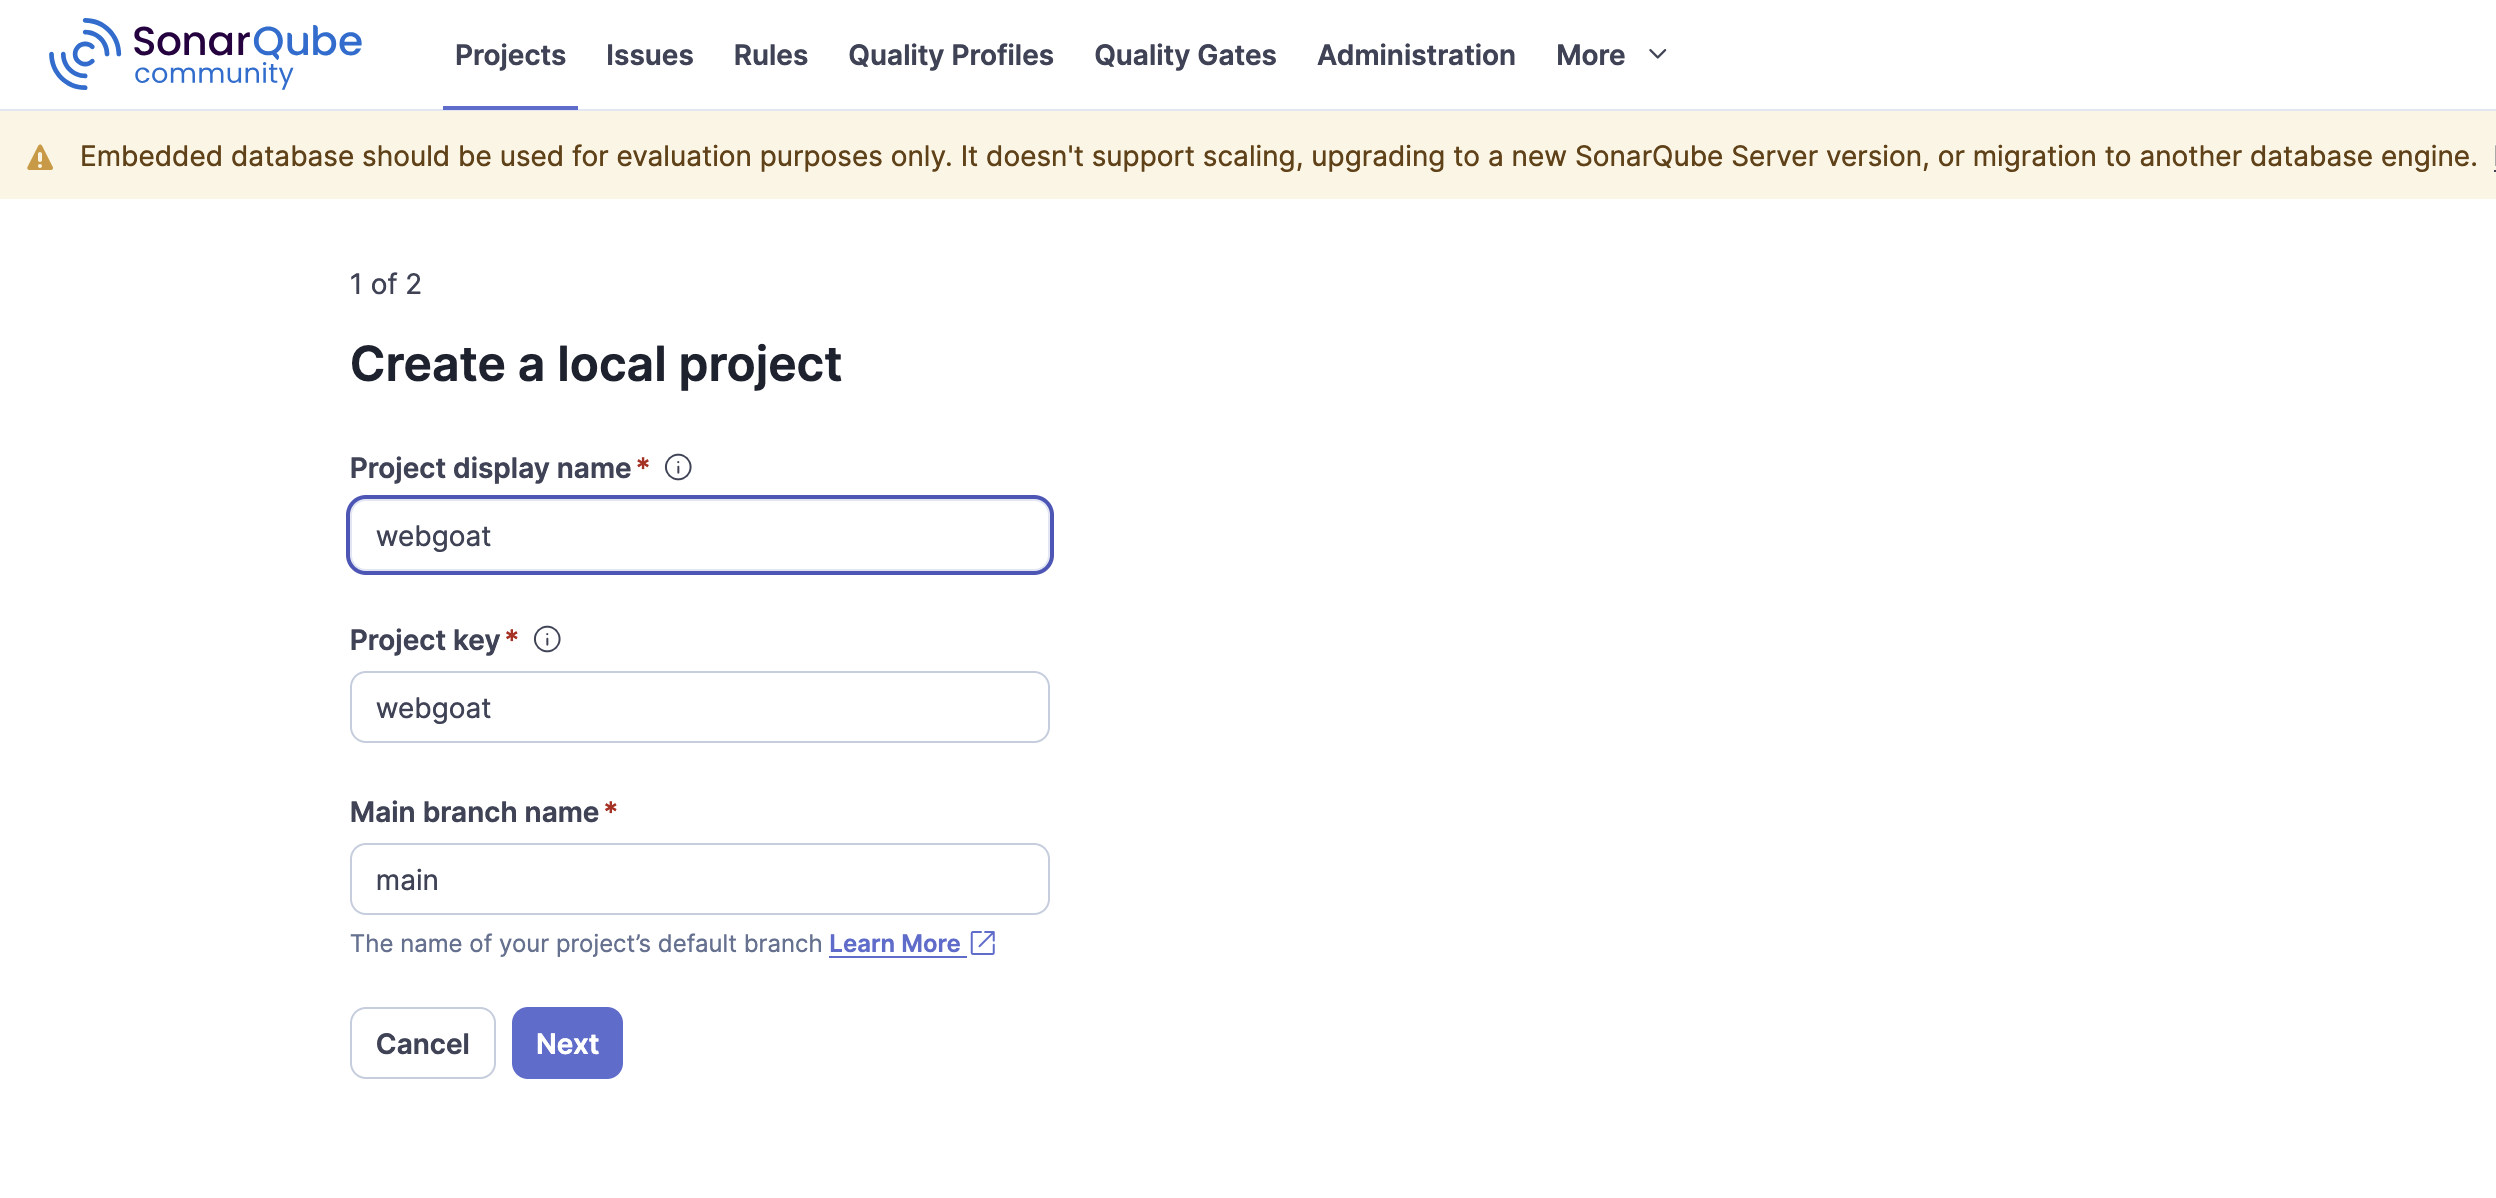 SonarQube
community
Projects Issues Rules Quality Profiles Quality Gates Administration More
Embedded database should be used for evaluation purposes only. It doesn't support scaling, upgrading to a new SonarQube Server version, or migration to another database engine.
1 of 2
Create a local project
Project display name*
webgoat
Project key*
webgoat
Main branch name*
main
The name of your project’s default branch Learn More
Cancel Next